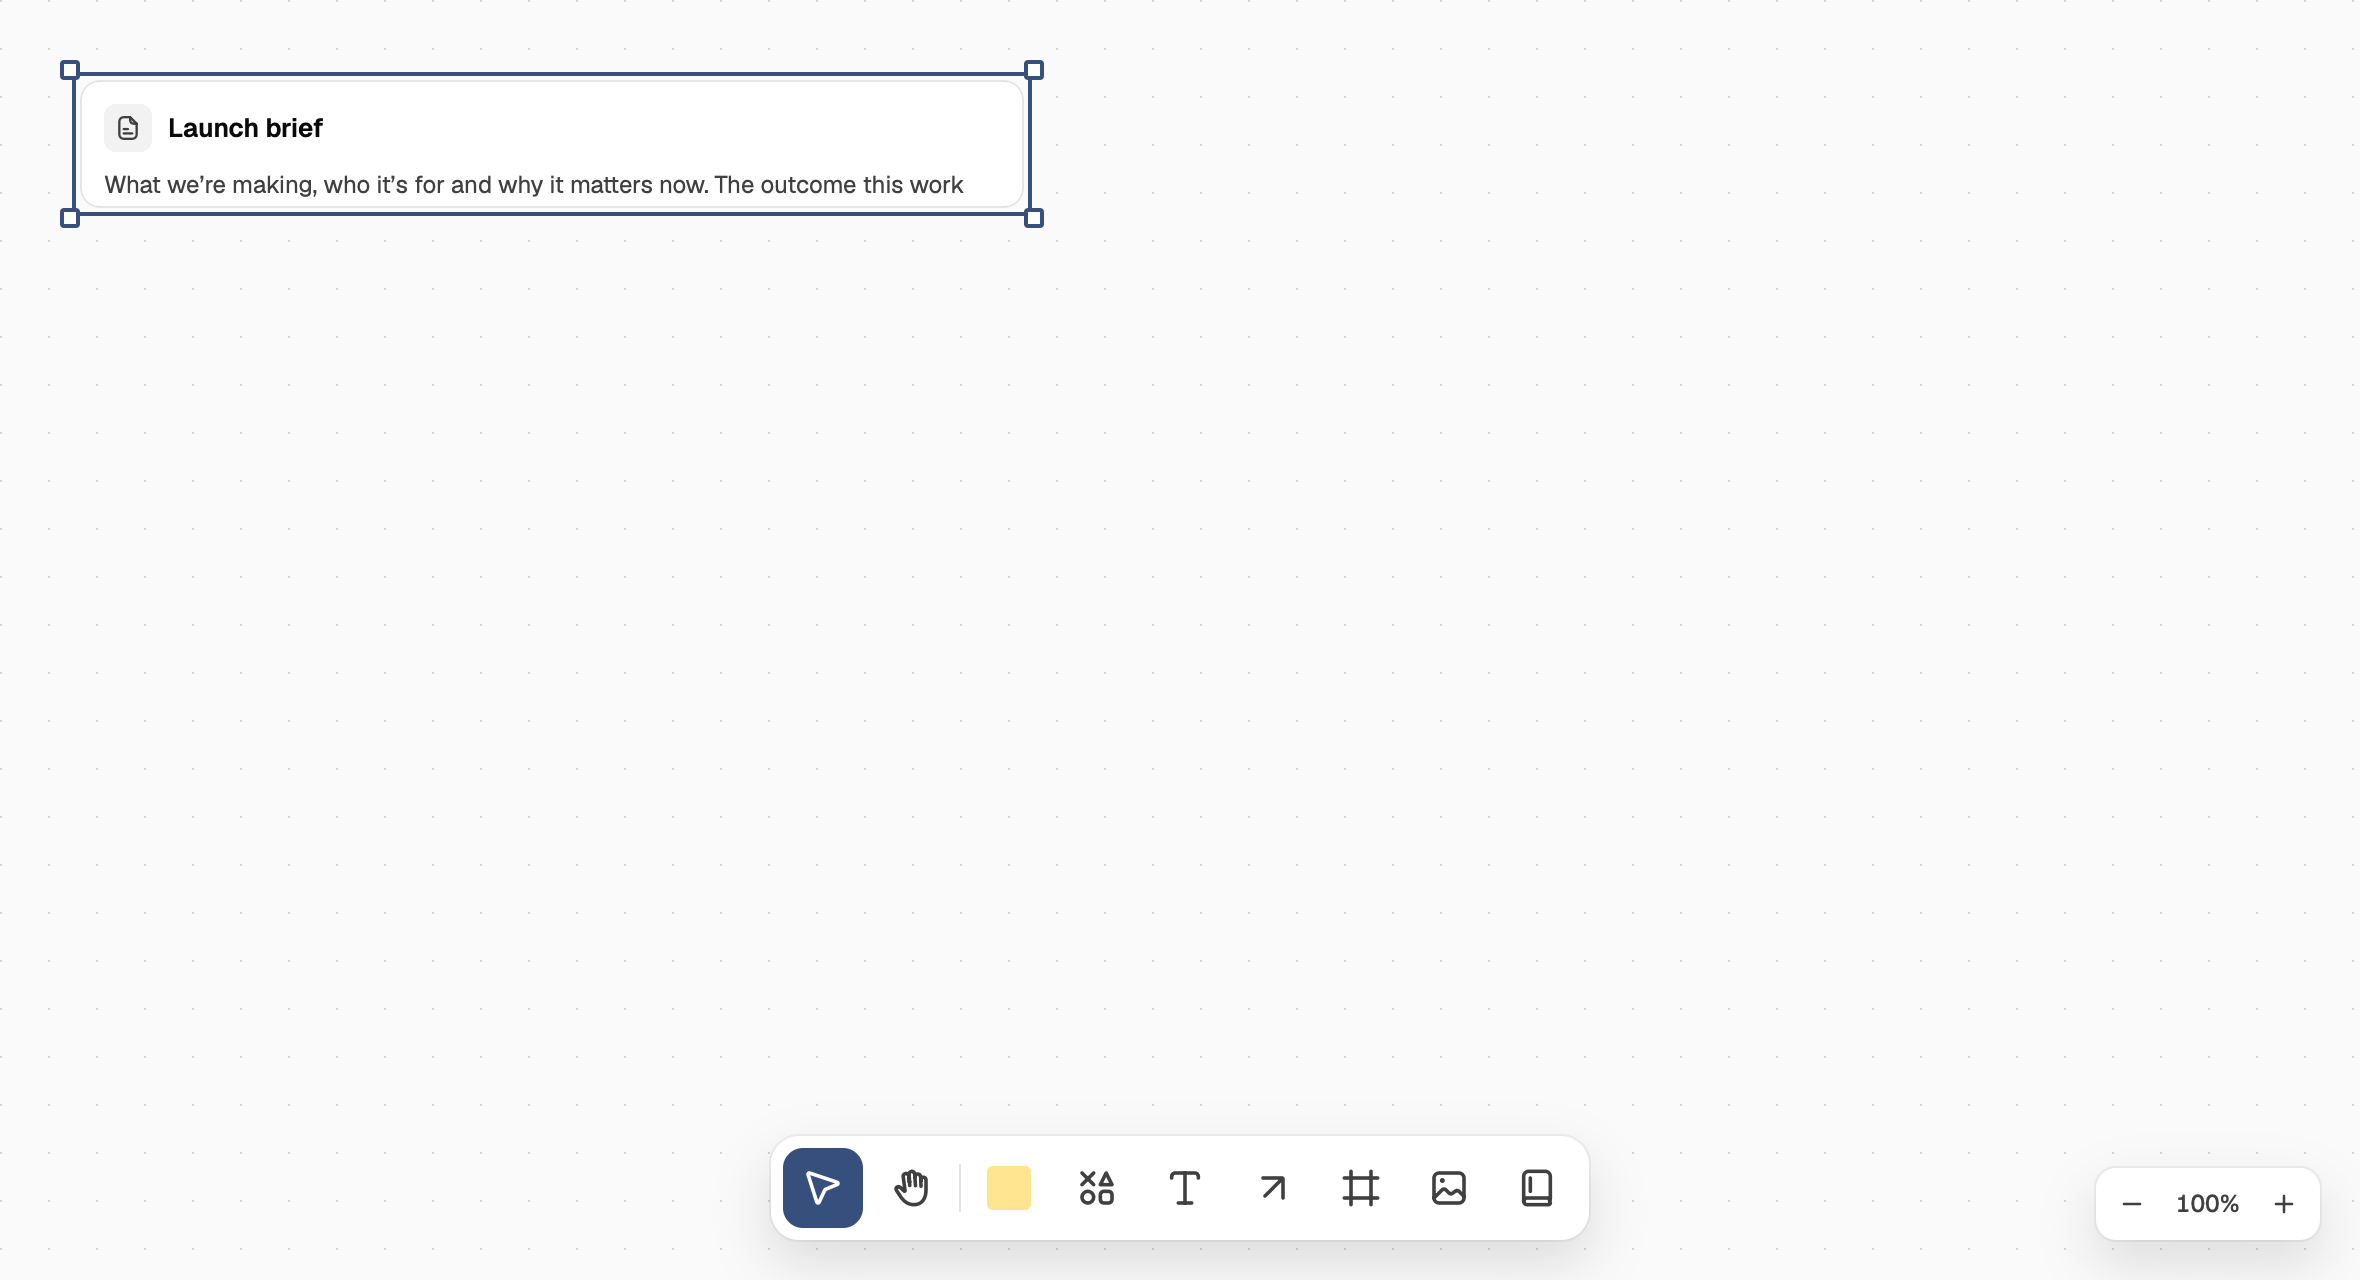 Launch brief
What we’re making, who it’s for and why it matters now. The outcome this work
100%